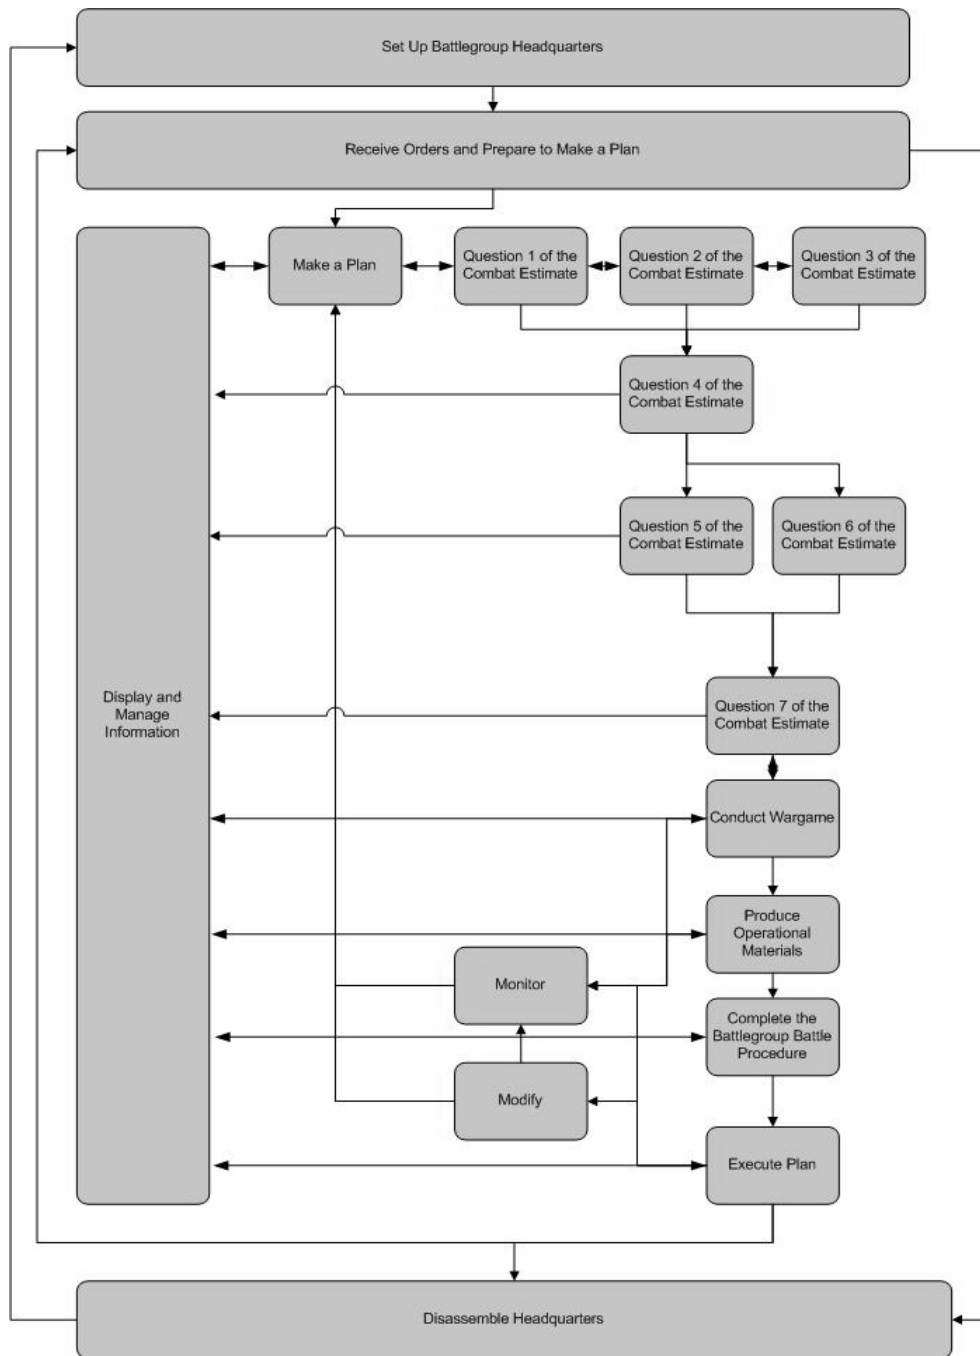 Set Up Battlegroup Headquarters
Receive Orders and Prepare to Make a Plan
Make a Plan
Question 1 of the
Combat Estimate
Question 2 of the
Combat Estimate
Question 3 of the
Combat Estimate
Question 4 of the
Combat Estimate
Question 5 of the
Combat Estimate
Question 6 of the
Combat Estimate
Display and
Manage
Information
Question 7 of the
Combat Estimate
Conduct Wargame
Produce
Operational
Materials
Monitor
Complete the
Battlegroup Battle
Procedure
Modify
Execute Plan
Disassemble Headquarters